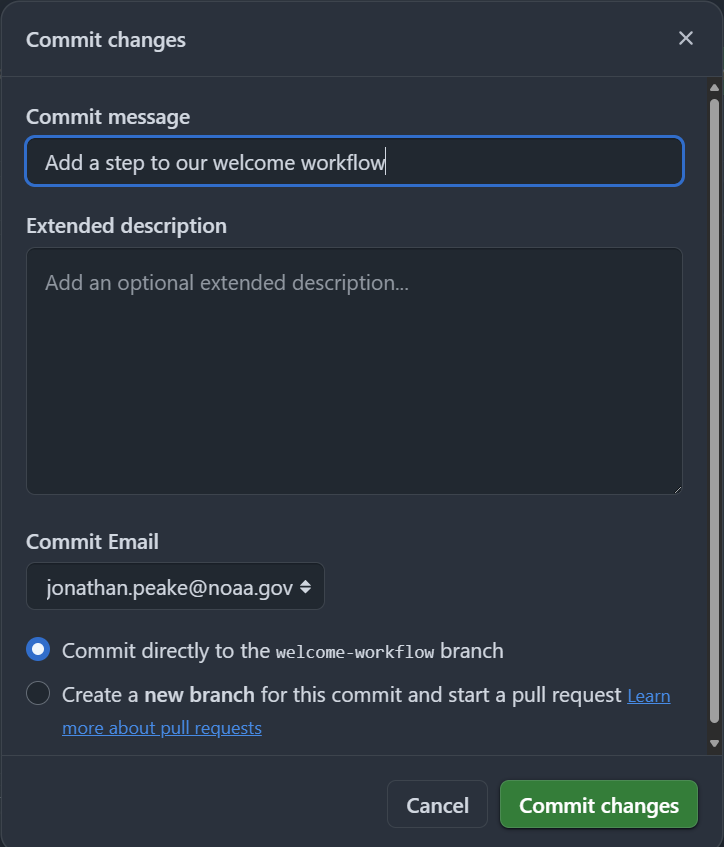 Commit changes
Commit message
Add a step to our welcome workflow
Extended description
Add an optional extended description...
Commit Email
jonathan.peake@noaa.gov
Commit directly to the welcome-workflow branch
Create a new branch for this commit and start a pull request Learn
more about pull requests
Cancel
Commit changes